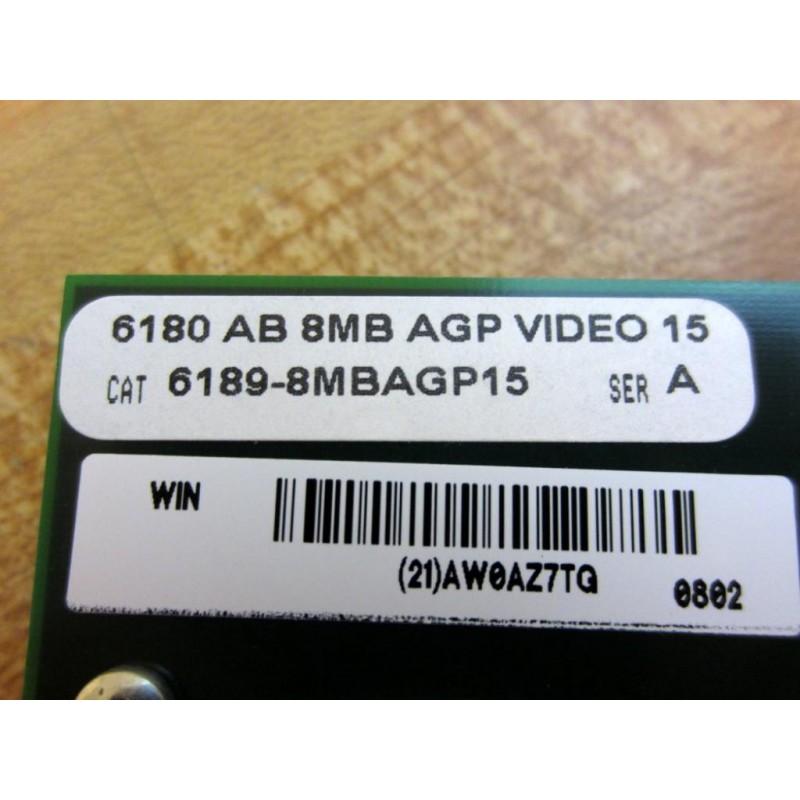 6180 AB 8MB AGP VIDEO 15
CAT 6189-8MBAGP15 SER A
WIN
(21)AW0AZ7TG 0802